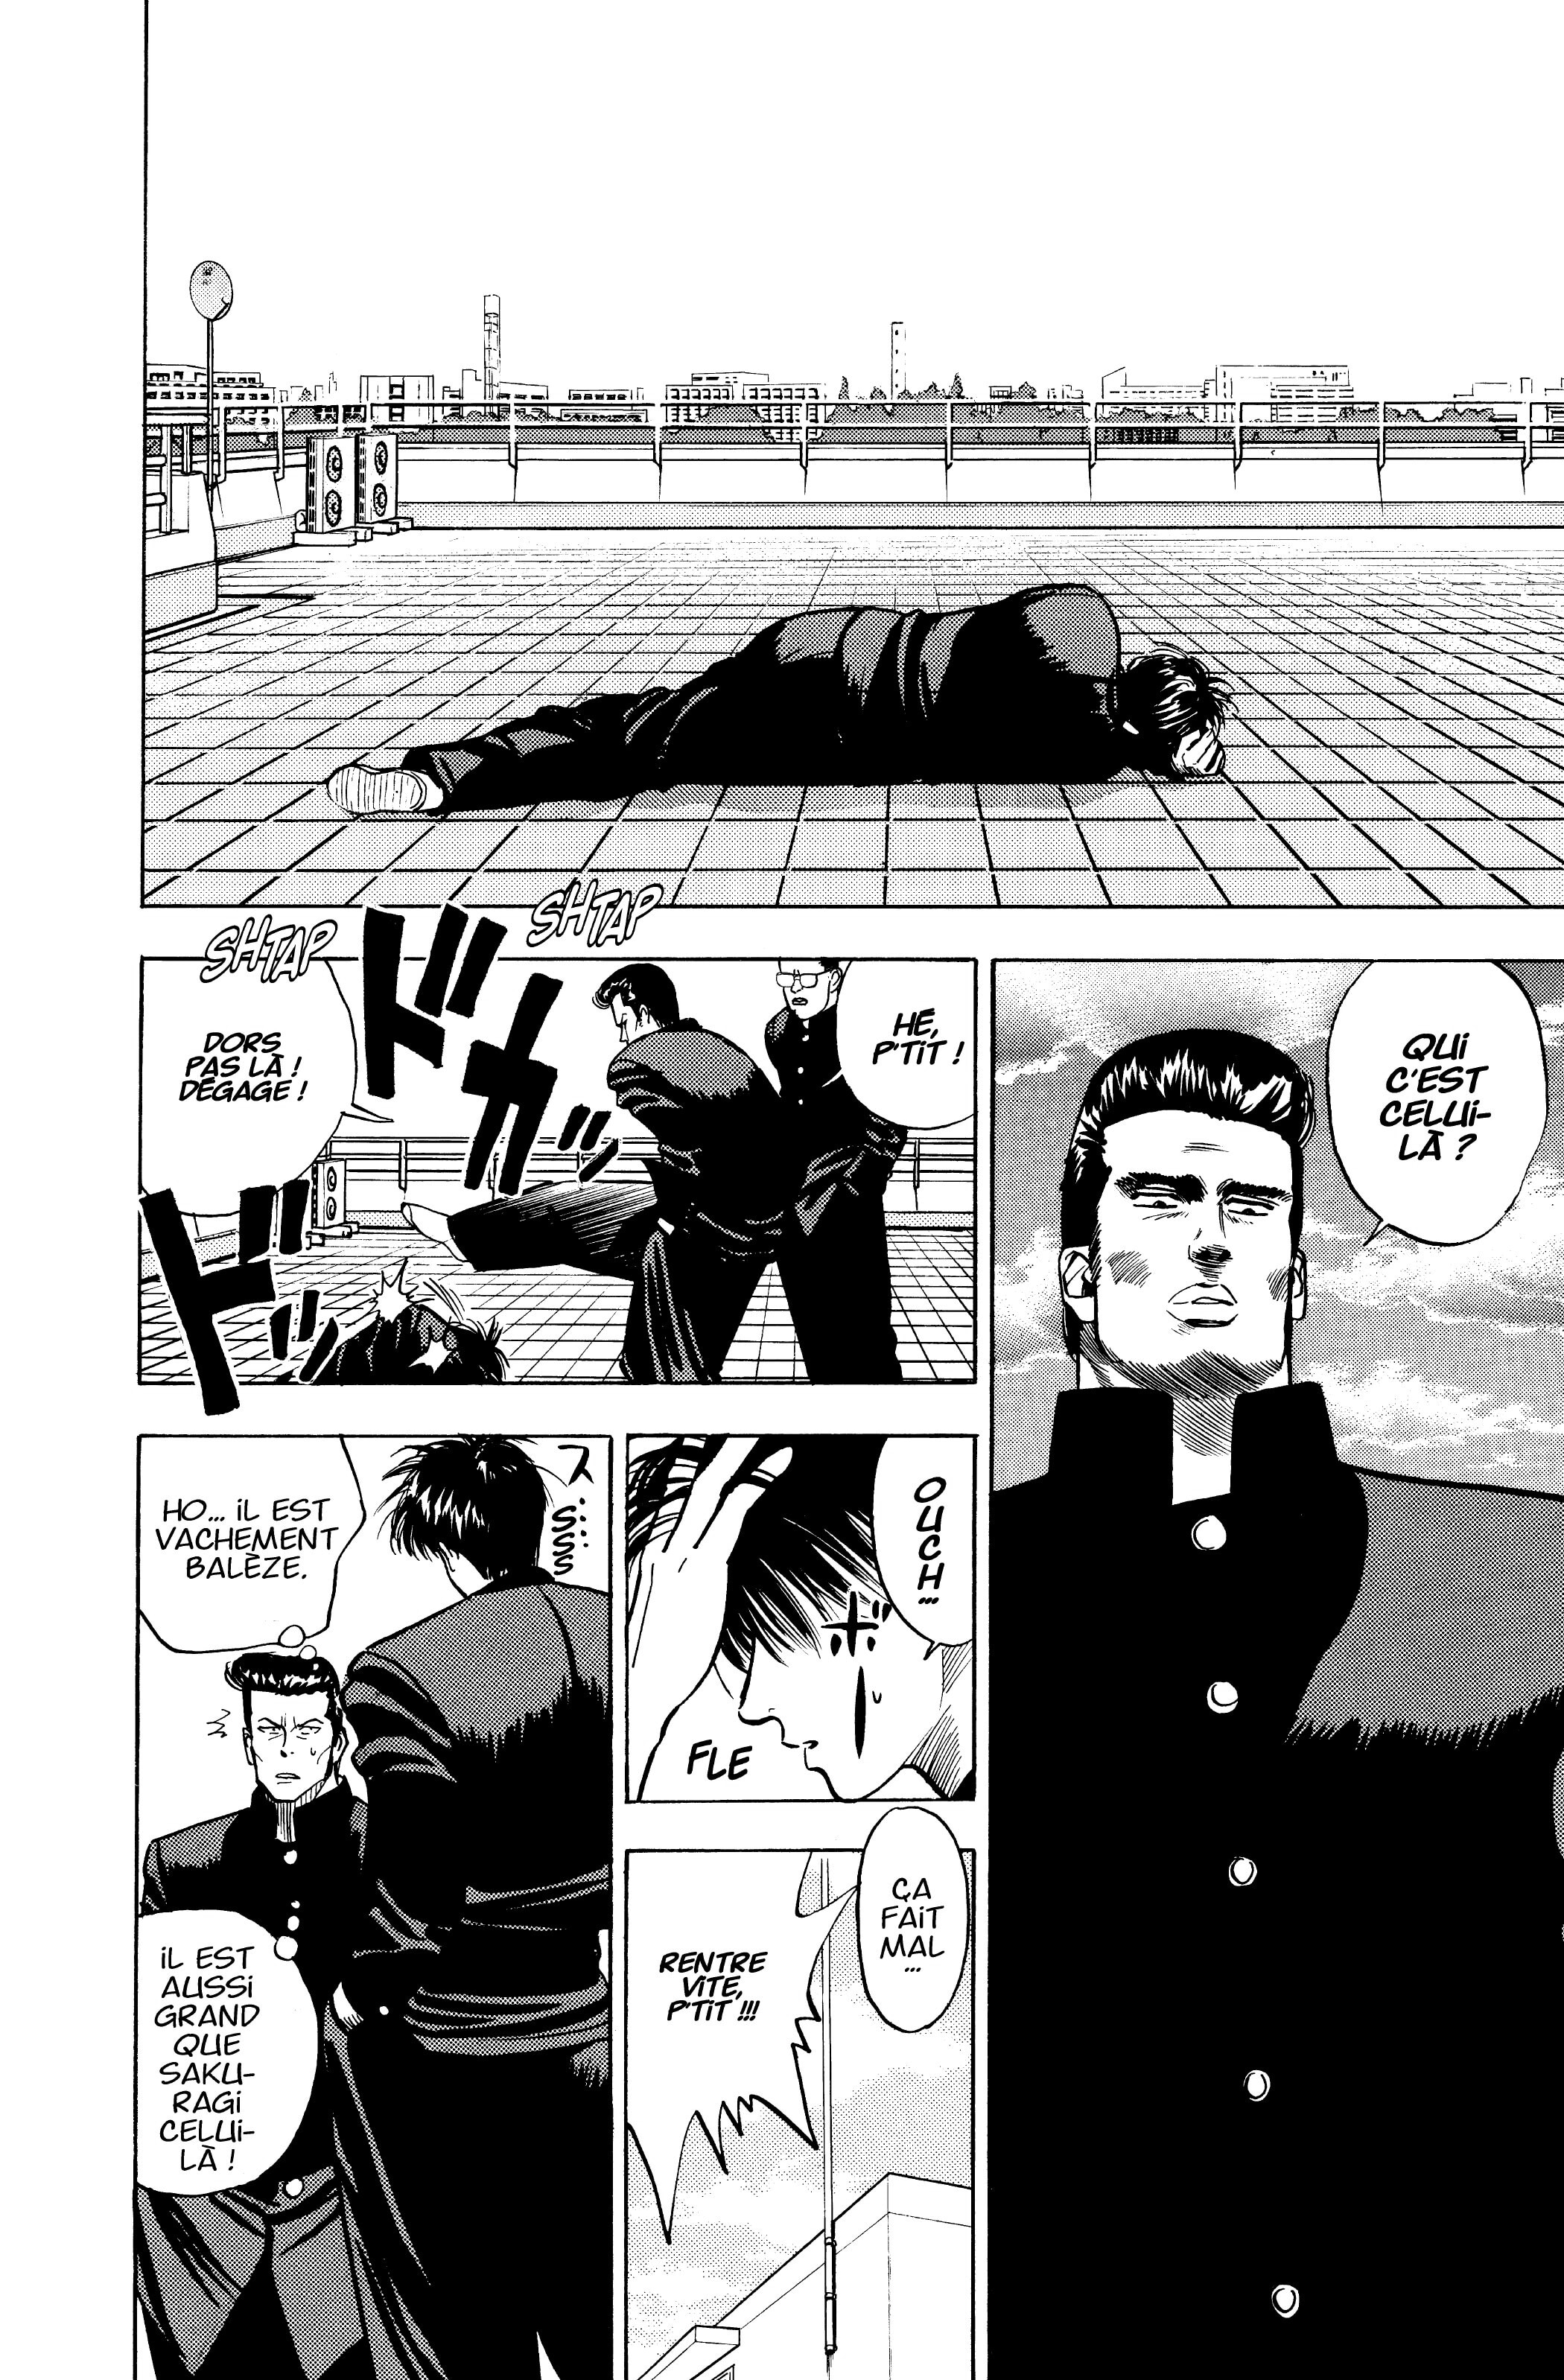 QUI
C'EST
CELUI-
LÀ ?
HÉ,
P'TIT !
SHTAP
ドカッ
SHTAP
DORS
PAS LÀ !
DÉGAGE !
ドッ
OUCH...
ボ
FLE
ÇA
FAIT
MAL
...
RENTRE
VITE,
P'TIT !!!
ス...
SSS
HO... IL EST
VACHEMENT
BALÈZE.
IL EST
AUSSI
GRAND
QUE
SAKU-
RAGI
CELUI-
LÀ !